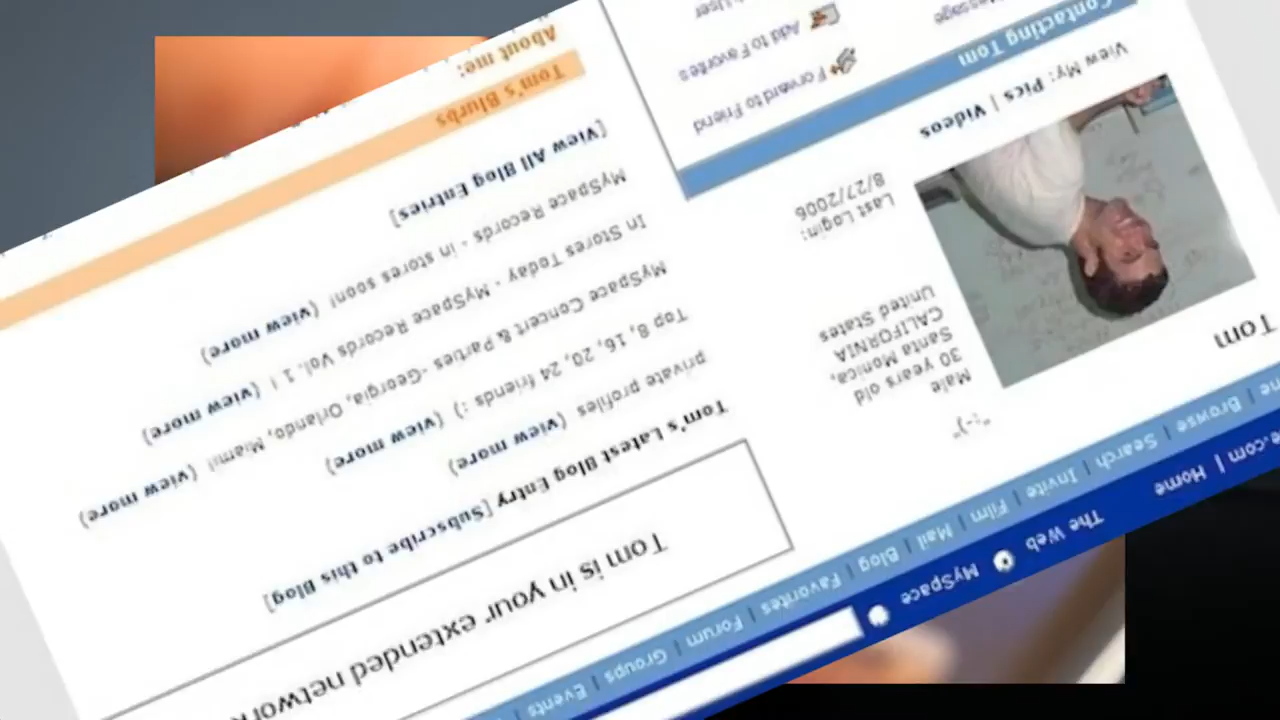 e.com | Home
The Web MySpace
ne | Browse | Search | Invite | Film | Mail | Blog | Favorites | Forum | Groups | Events |
Tom
":-)"
Male
30 years old
Santa Monica,
CALIFORNIA
United States
Last Login:
8/27/2006
View My: Pics | Videos
Contacting Tom
Message
Forward to Friend
Add to Favorites
User
Tom is in your extended network
Tom's Latest Blog Entry [Subscribe to this Blog]
private profiles (view more)
Top 8, 16, 20, 24 friends :) (view more)
MySpace Concert & Parties - Georgia, Orlando, Miami! (view more)
In Stores Today - MySpace Records Vol. 1 ! (view more)
MySpace Records - in stores soon! (view more)
[View All Blog Entries]
Tom's Blurbs
About me: